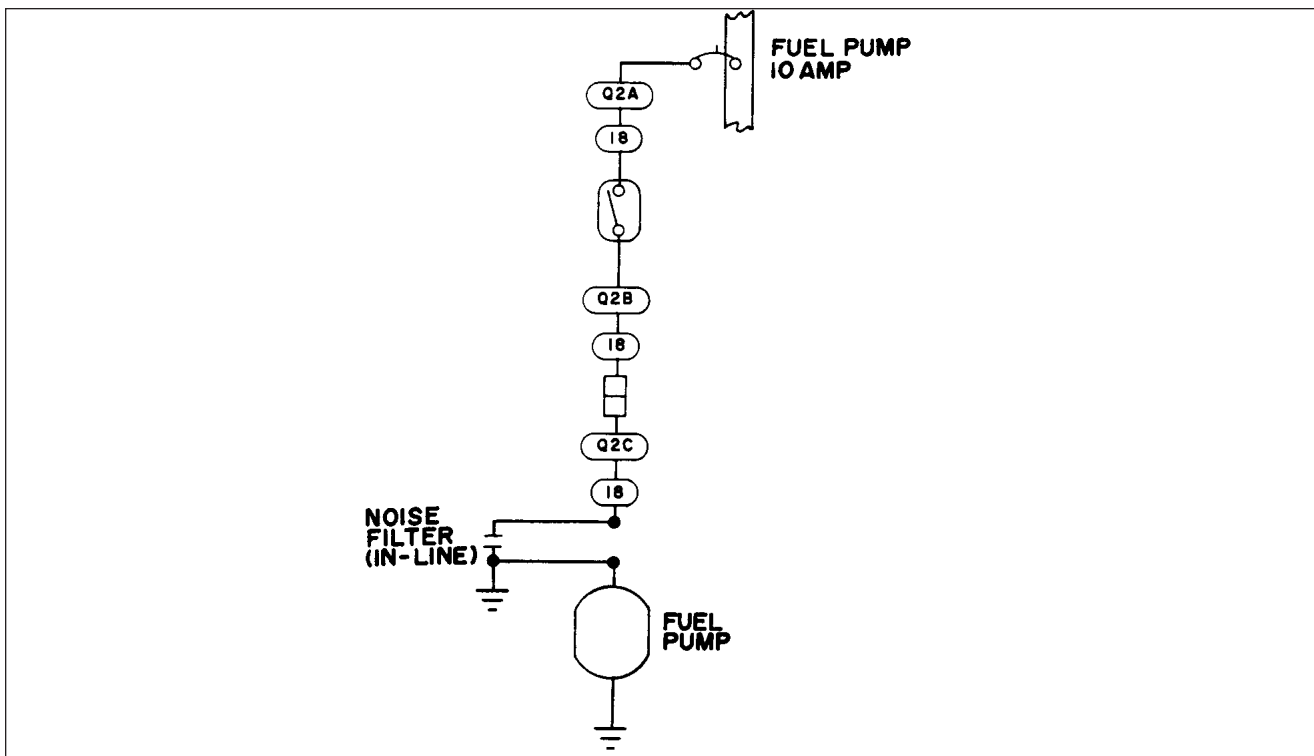 FUEL PUMP
10 AMP
Q2A
18
Q2B
18
Q2C
18
NOISE
FILTER
(IN-LINE)
FUEL
PUMP